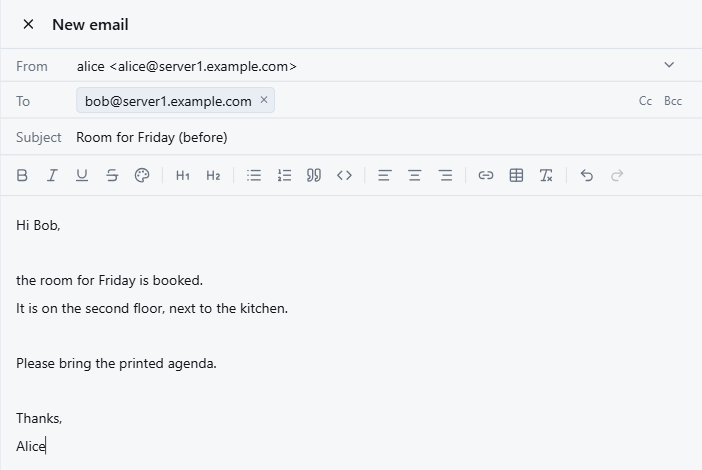 New email
From alice <alice@server1.example.com>
To bob@server1.example.com × Cc Bcc
Subject Room for Friday (before)
B I U S H1 H2
Hi Bob,
the room for Friday is booked.
It is on the second floor, next to the kitchen.
Please bring the printed agenda.
Thanks,
Alice